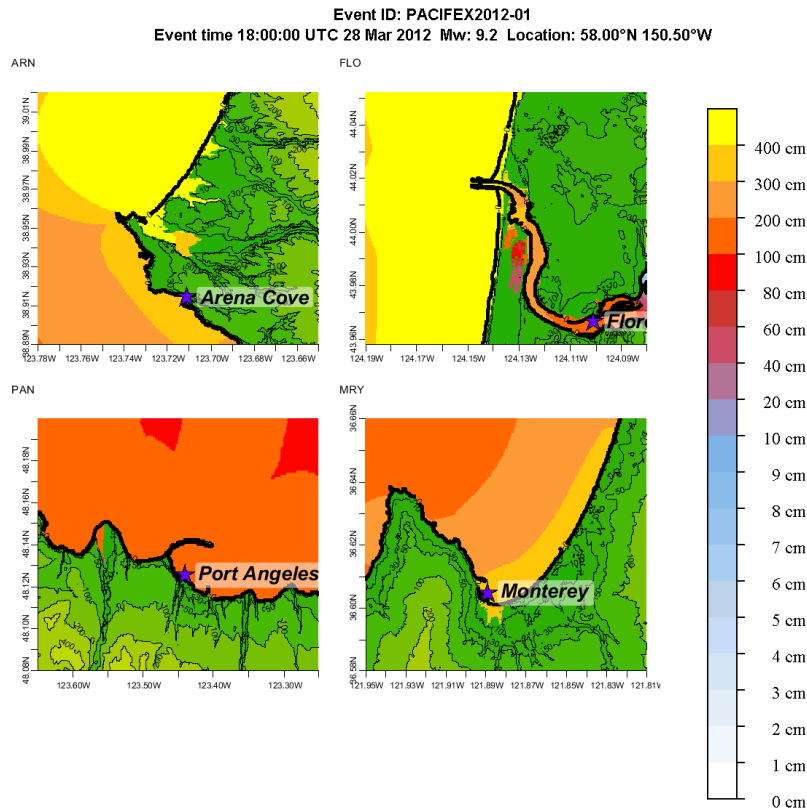 Event ID: PACIFEX2012-01
Event time 18:00:00 UTC 28 Mar 2012 Mw: 9.2 Location: 58.00°N 150.50°W
ARN
39.01N
38.99N
38.97N
38.95N
38.93N
38.91N
38.89N
Arena Cove
123.78W 123.76W 123.74W 123.72W 123.70W 123.68W 123.66W
FLO
44.04N
44.02N
44.00N
43.98N
43.96N
Flore
124.19W 124.17W 124.15W 124.13W 124.11W 124.09W
PAN
48.18N
48.16N
48.14N
48.12N
48.10N
48.08N
Port Angeles
123.60W 123.50W 123.40W 123.30W
MRY
36.66N
36.64N
36.62N
36.60N
36.58N
Monterey
121.95W 121.93W 121.91W 121.89W 121.87W 121.85W 121.83W 121.81W
400 cm
300 cm
200 cm
100 cm
80 cm
60 cm
40 cm
20 cm
10 cm
9 cm
8 cm
7 cm
6 cm
5 cm
4 cm
3 cm
2 cm
1 cm
0 cm